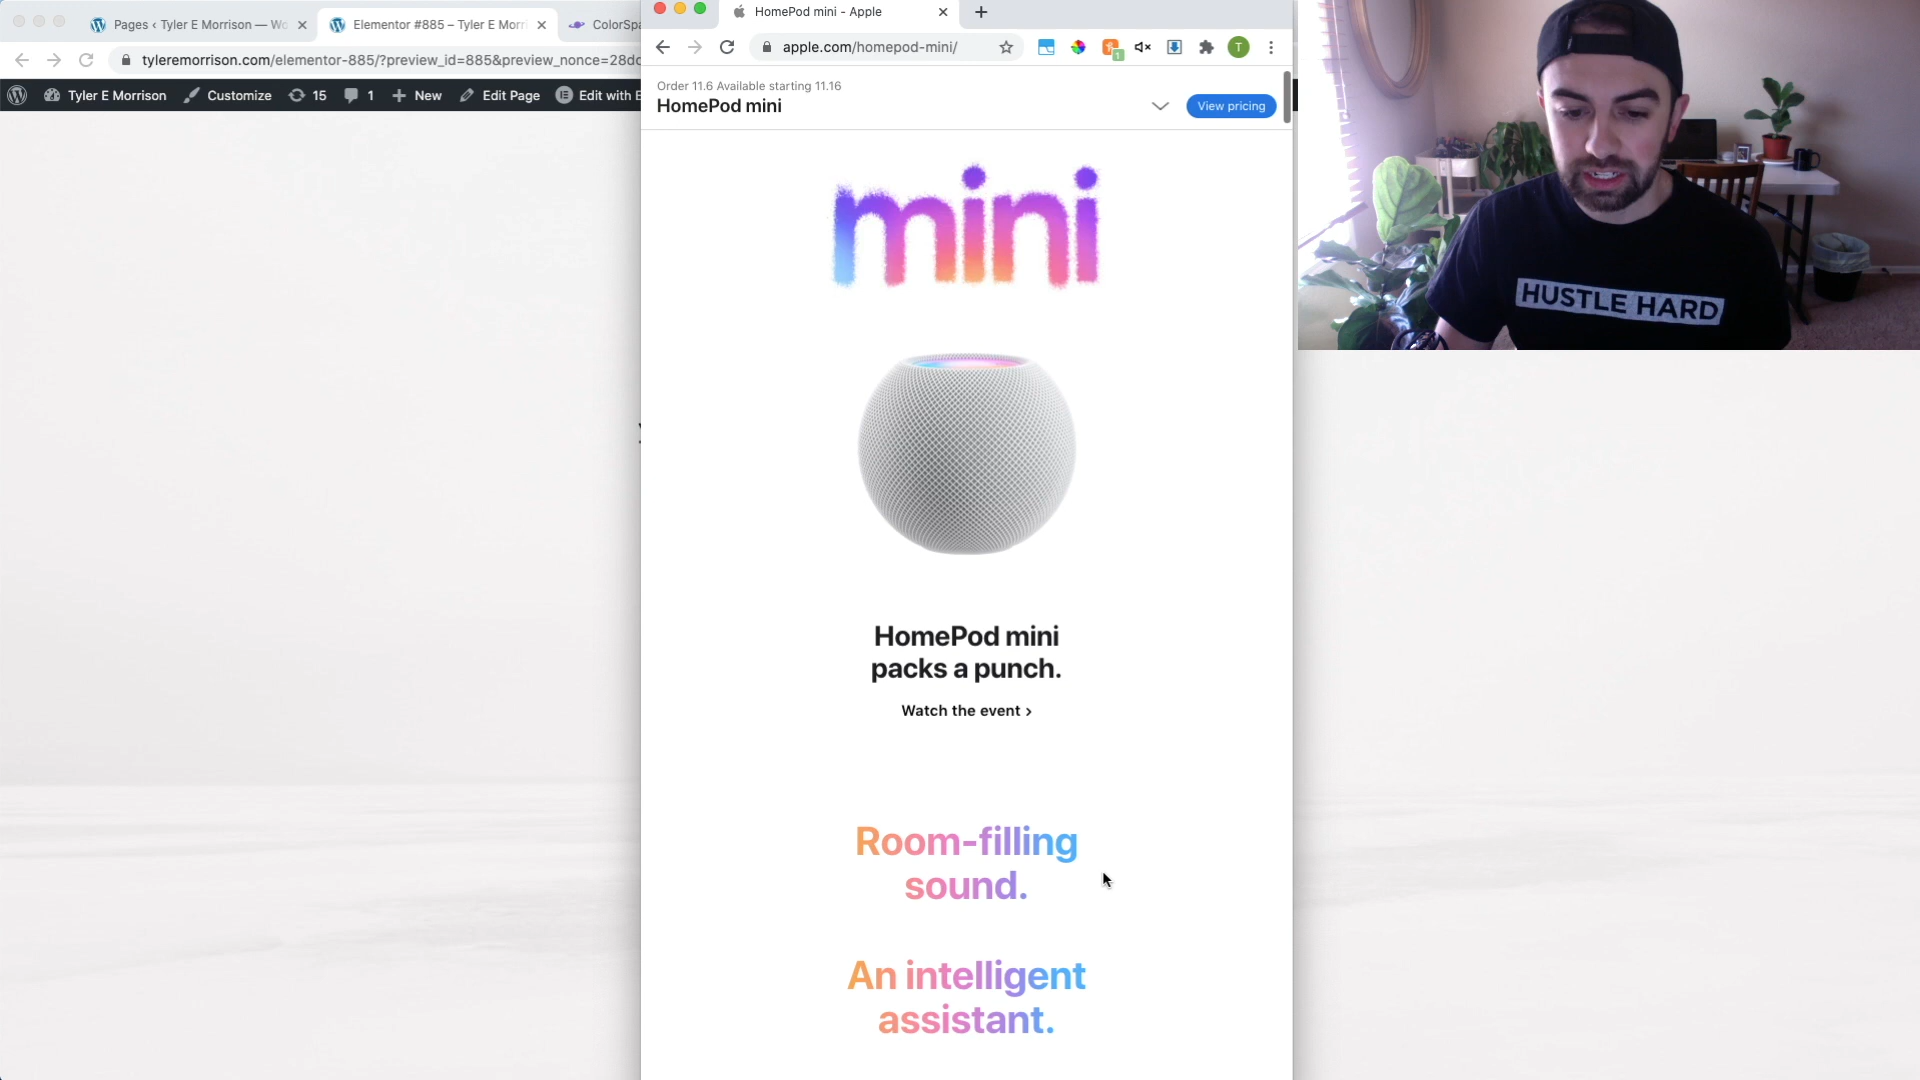 Pages ‹ Tyler E Morrison — Wo
Elementor #885 – Tyler E Morri
ColorSpa
HomePod mini - Apple
tyleremorrison.com/elementor-885/?preview_id=885&preview_nonce=28dc
apple.com/homepod-mini/
T
1
Tyler E Morrison
Customize
15
1
New
Edit Page
Edit with E
Order 11.6 Available starting 11.16
HomePod mini
View pricing
mini
HUSTLE HARD
HomePod mini
packs a punch.
Watch the event ›
Room-filling
sound.
An intelligent
assistant.